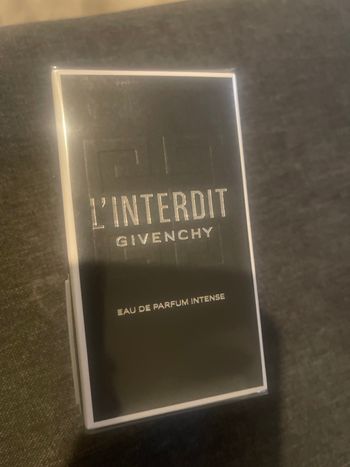 L'INTERDIT
GIVENCHY
EAU DE PARFUM INTENSE